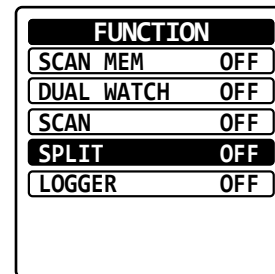 FUNCTION
SCAN MEM OFF
DUAL WATCH OFF
SCAN OFF
SPLIT OFF
LOGGER OFF